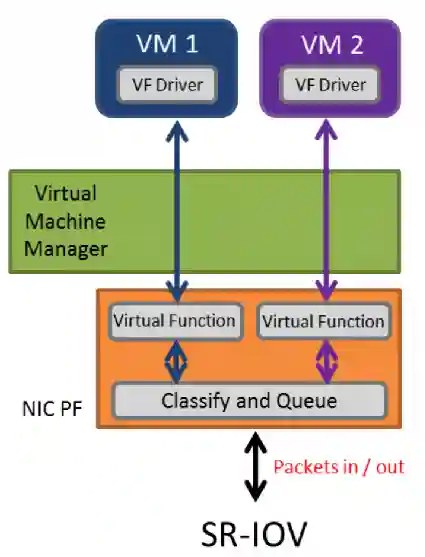 VM 1
VM 2
VF Driver
VF Driver
Virtual
Machine
Manager
Virtual Function
Virtual Function
Classify and Queue
NIC PF
Packets in / out
SR-IOV